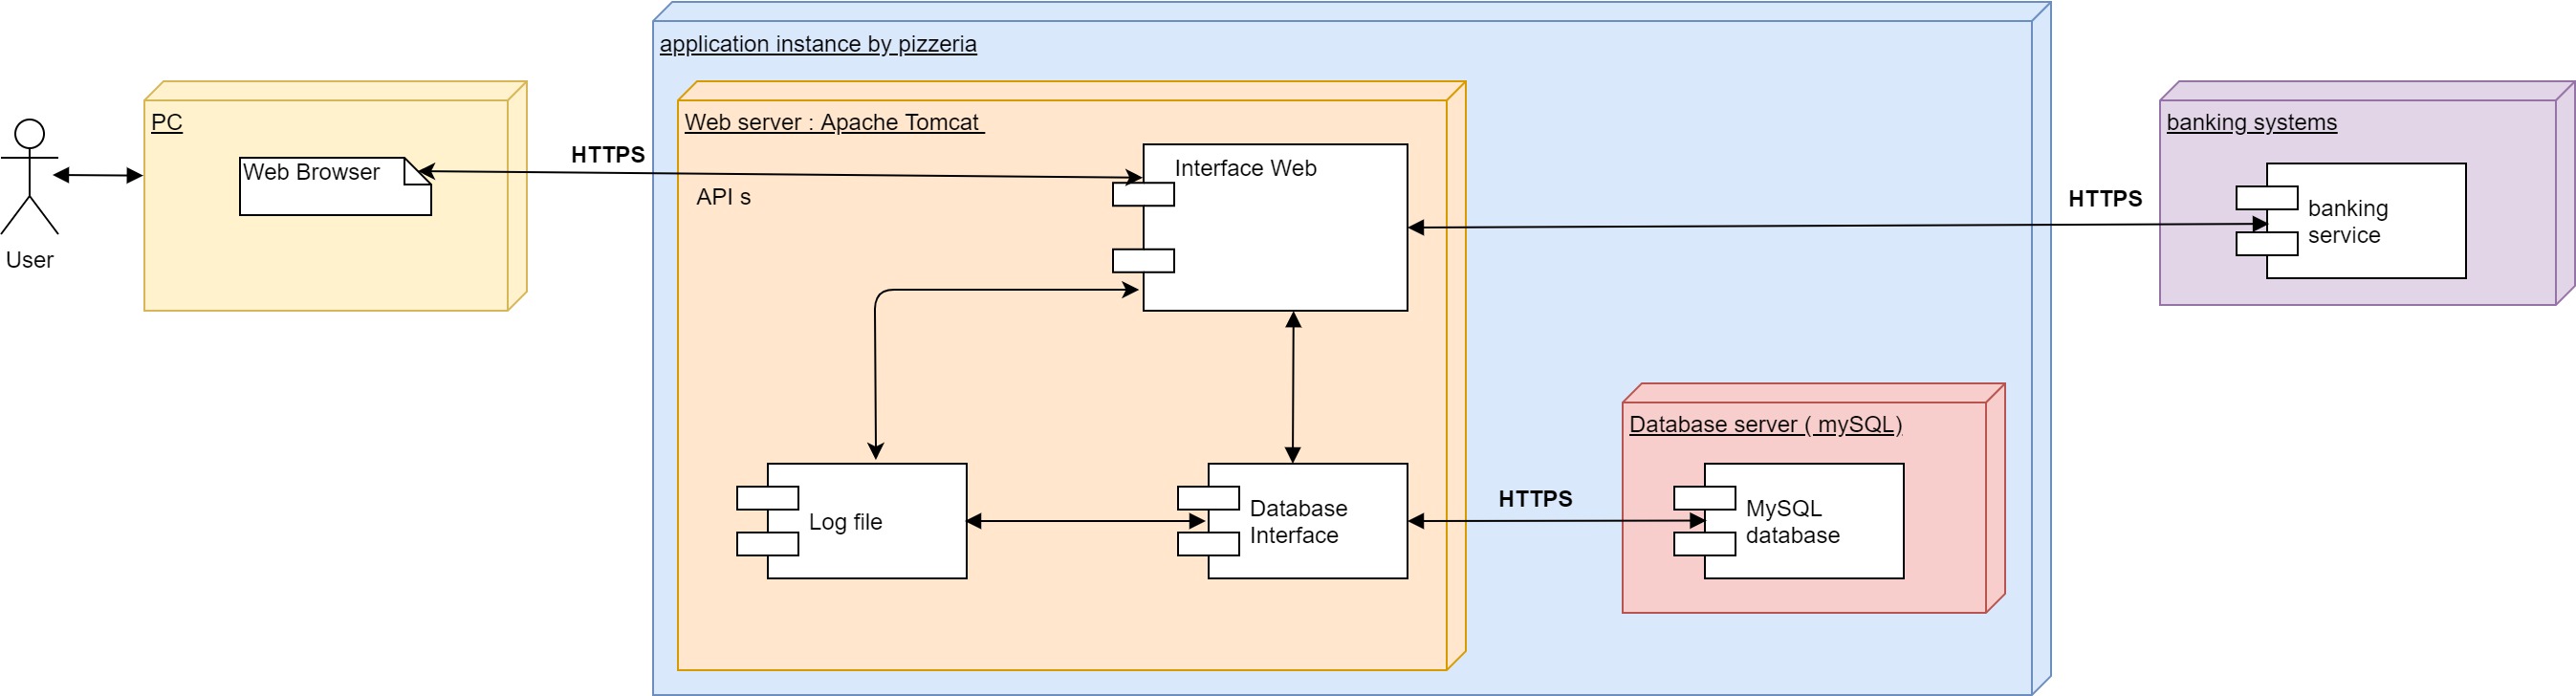 application instance by pizzeria
PC
Web server : Apache Tomcat
banking systems
HTTPS
Web Browser
Interface Web
API s
HTTPS
banking
service
User
Database server ( mySQL)
HTTPS
Log file
Database
Interface
MySQL
database